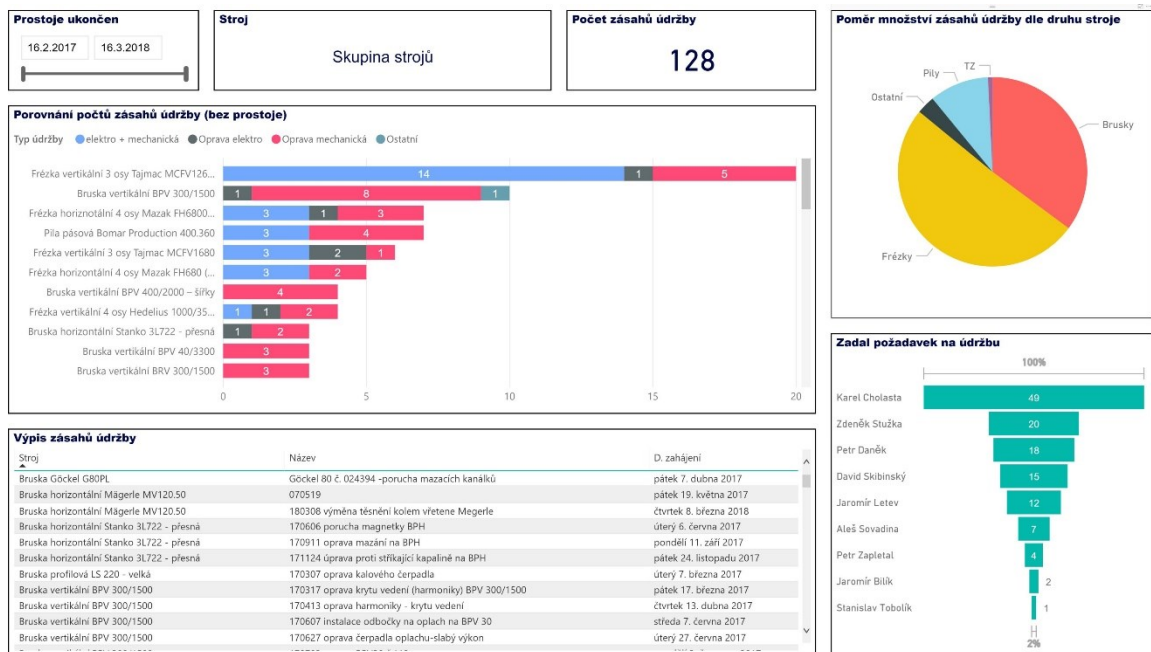 Prostoje ukončen
16.2.2017 16.3.2018
Stroj
Skupina strojů
Počet zásahů údržby
128
Poměr množství zásahů údržby dle druhu stroje
TZ
Pily
Ostatní
Brusky
Frézky
Porovnání počtů zásahů údržby (bez prostoje)
Typ údržby elektro + mechanická Oprava elektro Oprava mechanická Ostatní
Frézka vertikální 3 osy Tajmac MCFV126... 14 1 5
Bruska vertikální BPV 300/1500 1 8 1
Frézka horiznotální 4 osy Mazak FH6800... 3 1 3
Pila pásová Bomar Production 400.360 3 4
Frézka vertikální 3 osy Tajmac MCFV1680 3 2 1
Frézka horizontální 4 osy Mazak FH680 (... 3 2
Bruska vertikální BPV 400/2000 – šířky 4
Frézka vertikální 4 osy Hedelius 1000/35... 1 1 2
Bruska horizontální Stanko 3L722 - přesná 1 2
Bruska vertikální BPV 40/3300 3
Bruska vertikální BRV 300/1500 3
0 5 10 15 20
Zadal požadavek na údržbu
100%
Karel Cholasta 49
Zdeněk Stužka 20
Petr Daněk 18
David Skibinský 15
Jaromír Letev 12
Aleš Sovadina 7
Petr Zapletal 4
Jaromír Bilík 2
Stanislav Tobolík 1
2%
Výpis zásahů údržby
Stroj Název D. zahájení
Bruska Göckel G80PL Göckel 80 č. 024394 -porucha mazacích kanálků pátek 7. dubna 2017
Bruska horizontální Mägerle MV120.50 070519 pátek 19. května 2017
Bruska horizontální Mägerle MV120.50 180308 výměna těsnění kolem vřetene Megerle čtvrtek 8. března 2018
Bruska horizontální Stanko 3L722 - přesná 170606 porucha magnetky BPH úterý 6. června 2017
Bruska horizontální Stanko 3L722 - přesná 170911 oprava mazání na BPH pondělí 11. září 2017
Bruska horizontální Stanko 3L722 - přesná 171124 úprava proti stříkající kapalině na BPH pátek 24. listopadu 2017
Bruska profilová LS 220 - velká 170307 oprava kalového čerpadla úterý 7. března 2017
Bruska vertikální BPV 300/1500 170317 oprava krytu vedení (harmoniky) BPV 300/1500 pátek 17. března 2017
Bruska vertikální BPV 300/1500 170413 oprava harmoniky - krytu vedení čtvrtek 13. dubna 2017
Bruska vertikální BPV 300/1500 170607 instalace odbočky na oplach na BPV 30 středa 7. června 2017
Bruska vertikální BPV 300/1500 170627 oprava čerpadla oplachu-slabý výkon úterý 27. června 2017